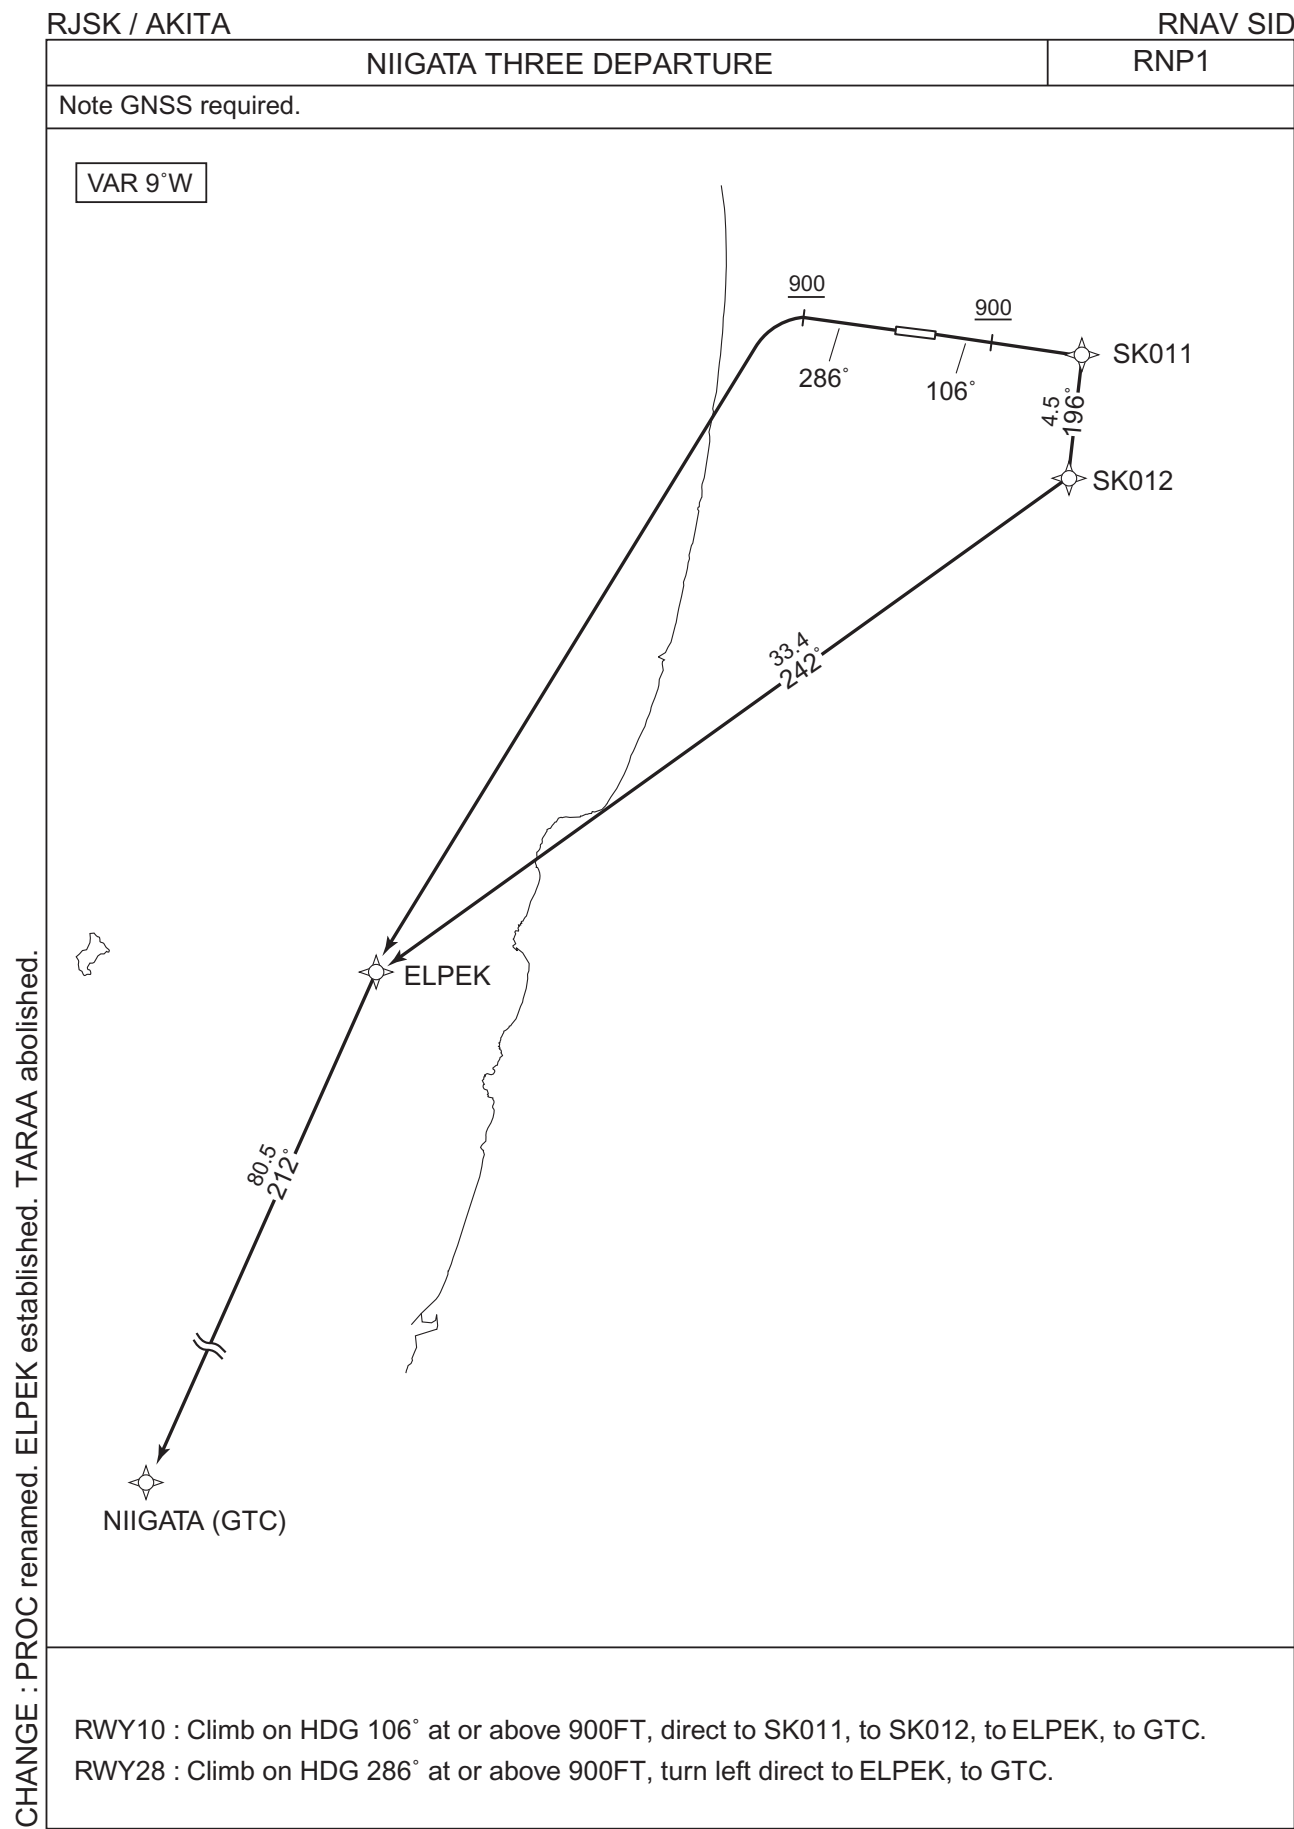 RJSK / AKITA
RNAV SID
NIIGATA THREE DEPARTURE
RNP1
Note GNSS required.
VAR 9˚W
900
900
286˚
106˚
SK011
4.5
196˚
SK012
33.4
242˚
ELPEK
80.5
212˚
NIIGATA (GTC)
RWY10 : Climb on HDG 106˚ at or above 900FT, direct to SK011, to SK012, to ELPEK, to GTC.
RWY28 : Climb on HDG 286˚ at or above 900FT, turn left direct to ELPEK, to GTC.
CHANGE : PROC renamed. ELPEK established. TARAA abolished.